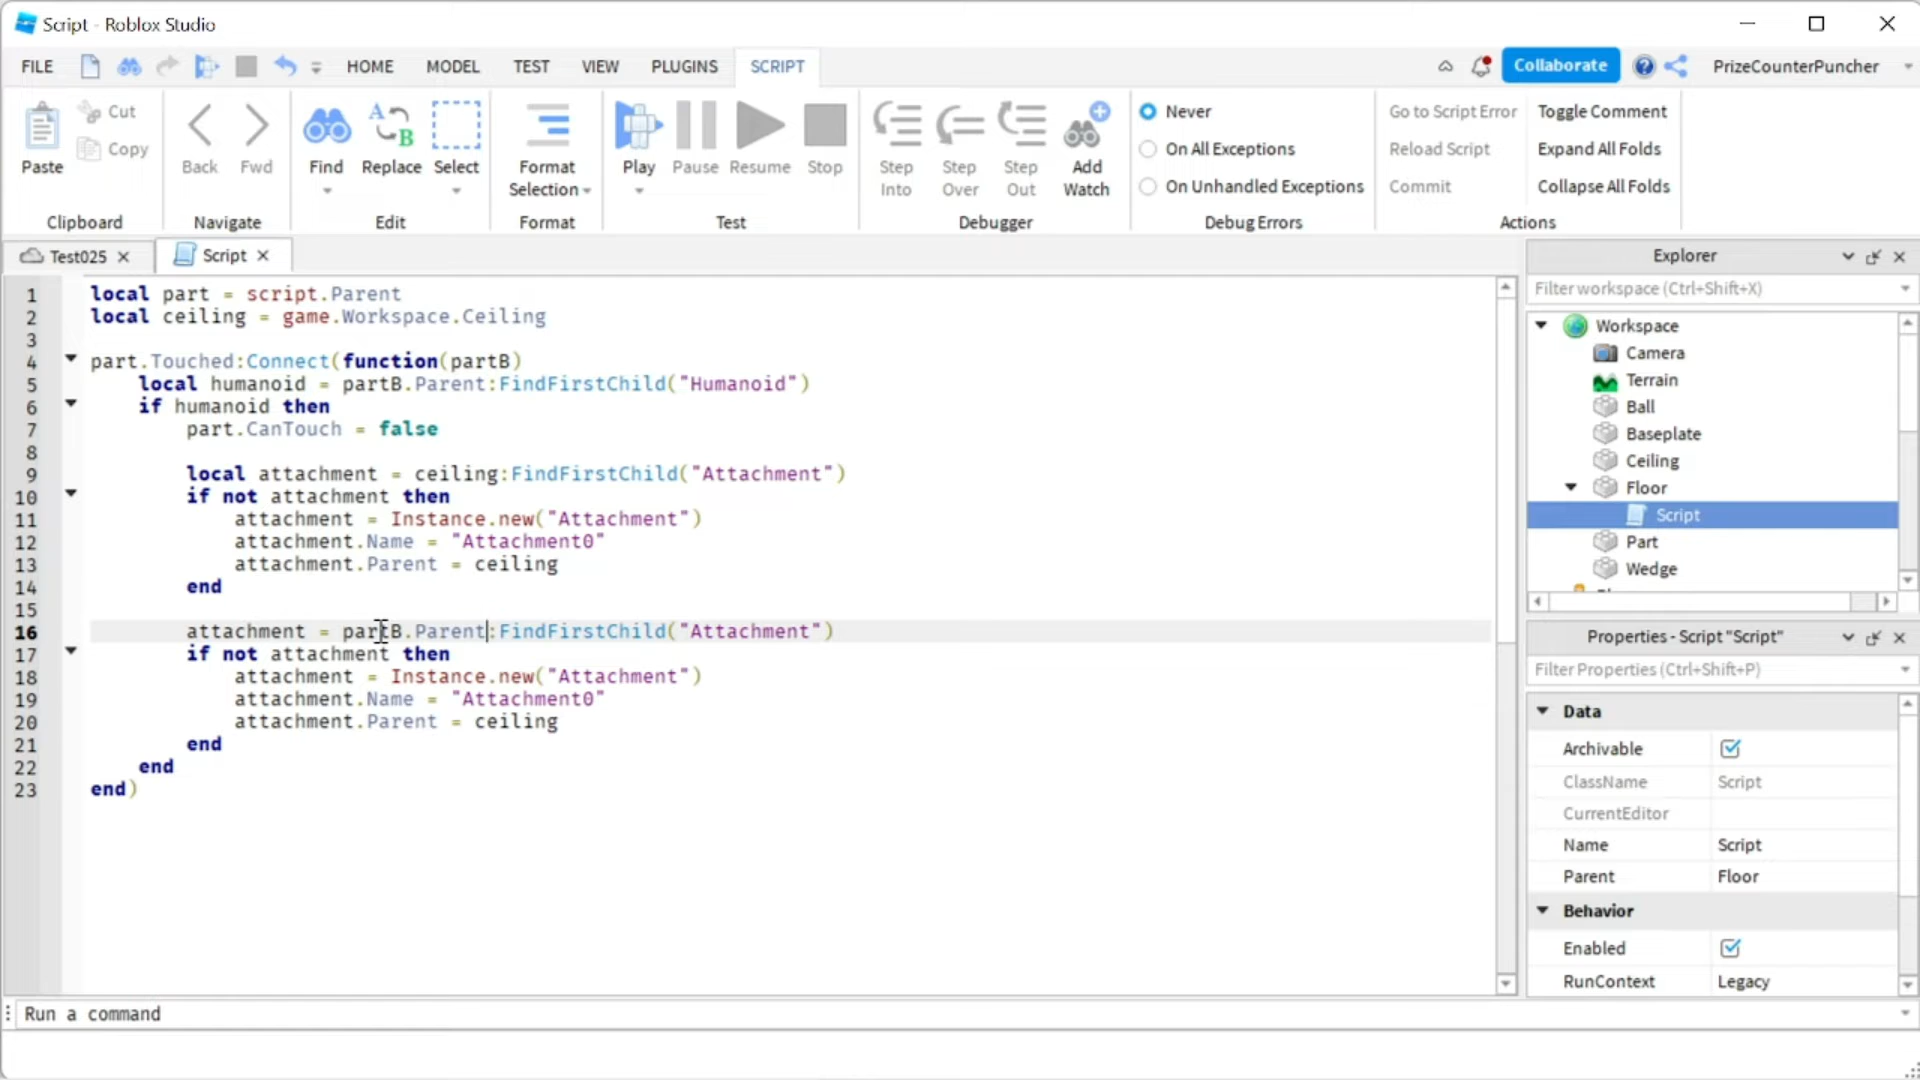 Script - Roblox Studio
FILE HOME MODEL TEST VIEW PLUGINS SCRIPT Collaborate PrizeCounterPuncher
Paste Cut Copy Clipboard
Back Fwd Navigate
Find Replace Select Edit
Format Selection Format
Play Pause Resume Stop Test
Step Into Step Over Step Out Add Watch Debugger
Never
On All Exceptions
On Unhandled Exceptions
Debug Errors
Go to Script Error Toggle Comment
Reload Script Expand All Folds
Commit Collapse All Folds
Actions
Test025 Script
1 local part = script.Parent
2 local ceiling = game.Workspace.Ceiling
3
4 part.Touched:Connect(function(partB)
5 local humanoid = partB.Parent:FindFirstChild("Humanoid")
6 if humanoid then
7 part.CanTouch = false
8
9 local attachment = ceiling:FindFirstChild("Attachment")
10 if not attachment then
11 attachment = Instance.new("Attachment")
12 attachment.Name = "Attachment0"
13 attachment.Parent = ceiling
14 end
15
16 attachment = partB.Parent:FindFirstChild("Attachment")
17 if not attachment then
18 attachment = Instance.new("Attachment")
19 attachment.Name = "Attachment0"
20 attachment.Parent = ceiling
21 end
22 end
23 end)
Explorer
Filter workspace (Ctrl+Shift+X)
Workspace
Camera
Terrain
Ball
Baseplate
Ceiling
Floor
Script
Part
Wedge
Properties - Script "Script"
Filter Properties (Ctrl+Shift+P)
Data
Archivable
ClassName Script
CurrentEditor
Name Script
Parent Floor
Behavior
Enabled
RunContext Legacy
Run a command